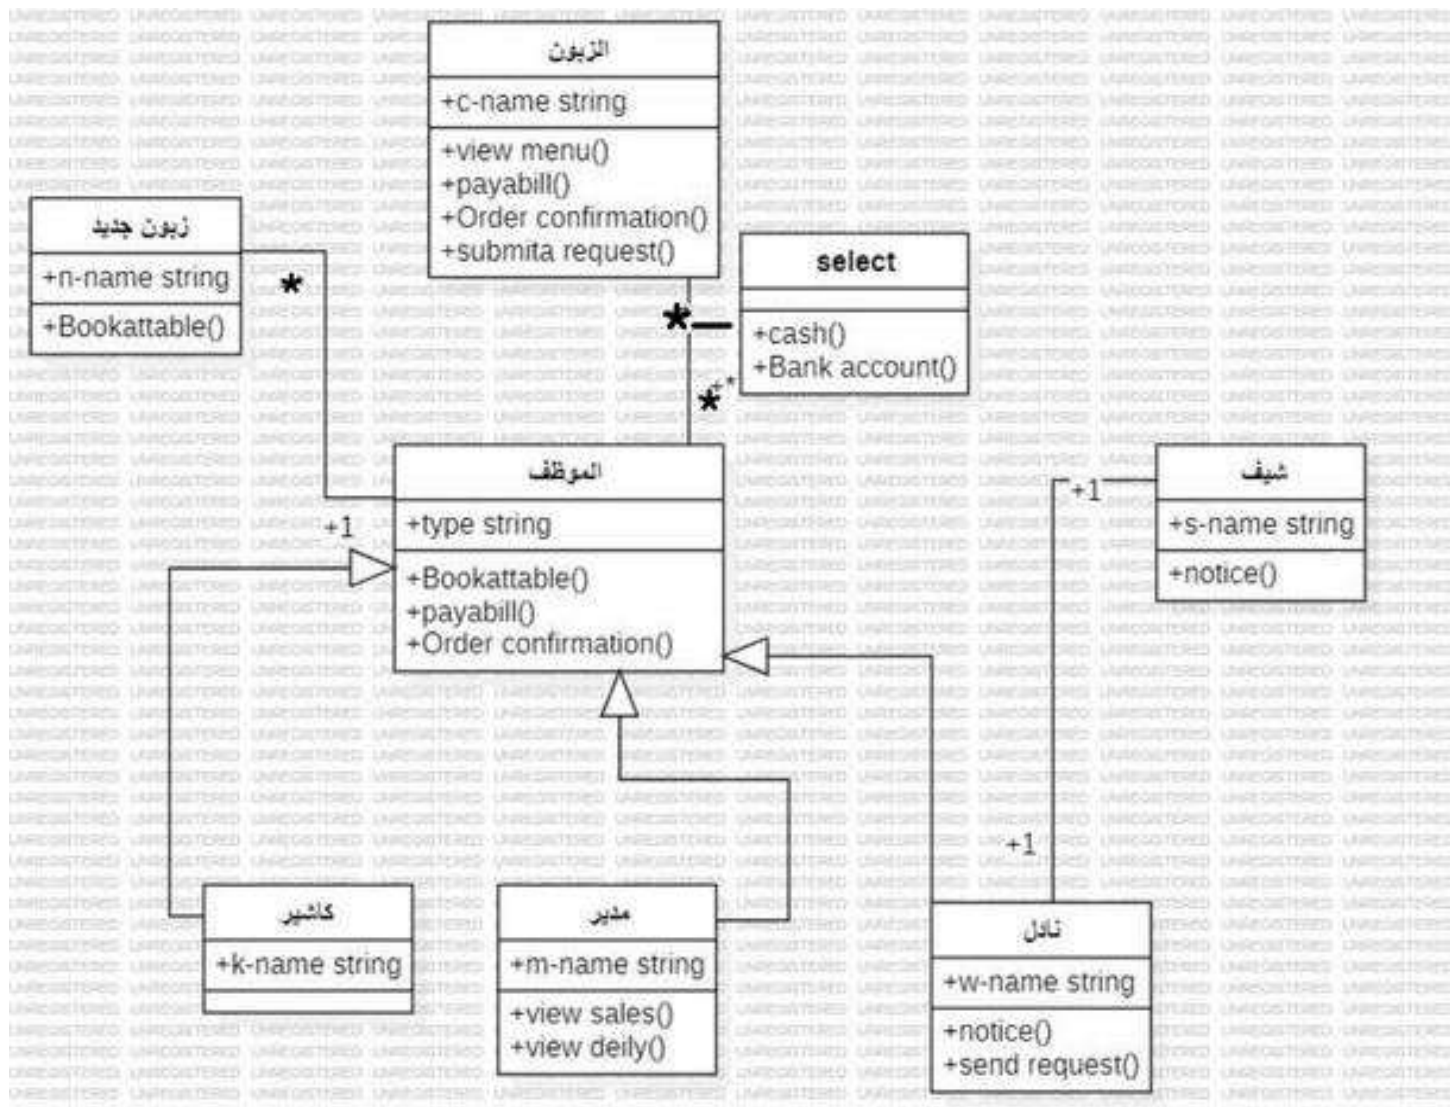 الزبون
+c-name string
+view menu()
+payabill()
+Order confirmation()
+submita request()
زبون جديد
+n-name string
+Bookattable()
*
select
+cash()
+Bank account()
*
+*
*
الموظف
+type string
+Bookattable()
+payabill()
+Order confirmation()
+1
شيف
+s-name string
+notice()
+1
+1
كاشير
+k-name string
مدير
+m-name string
+view sales()
+view deily()
نادل
+w-name string
+notice()
+send request()
UNREGISTERED